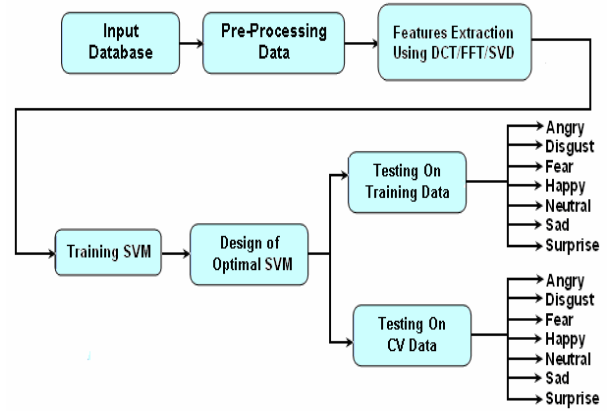 Input
Database
Pre-Processing
Data
Features Extraction
Using DCT/FFT/SVD
Training SVM
Design of
Optimal SVM
Testing On
Training Data
Angry
Disgust
Fear
Happy
Neutral
Sad
Surprise
Testing On
CV Data
Angry
Disgust
Fear
Happy
Neutral
Sad
Surprise